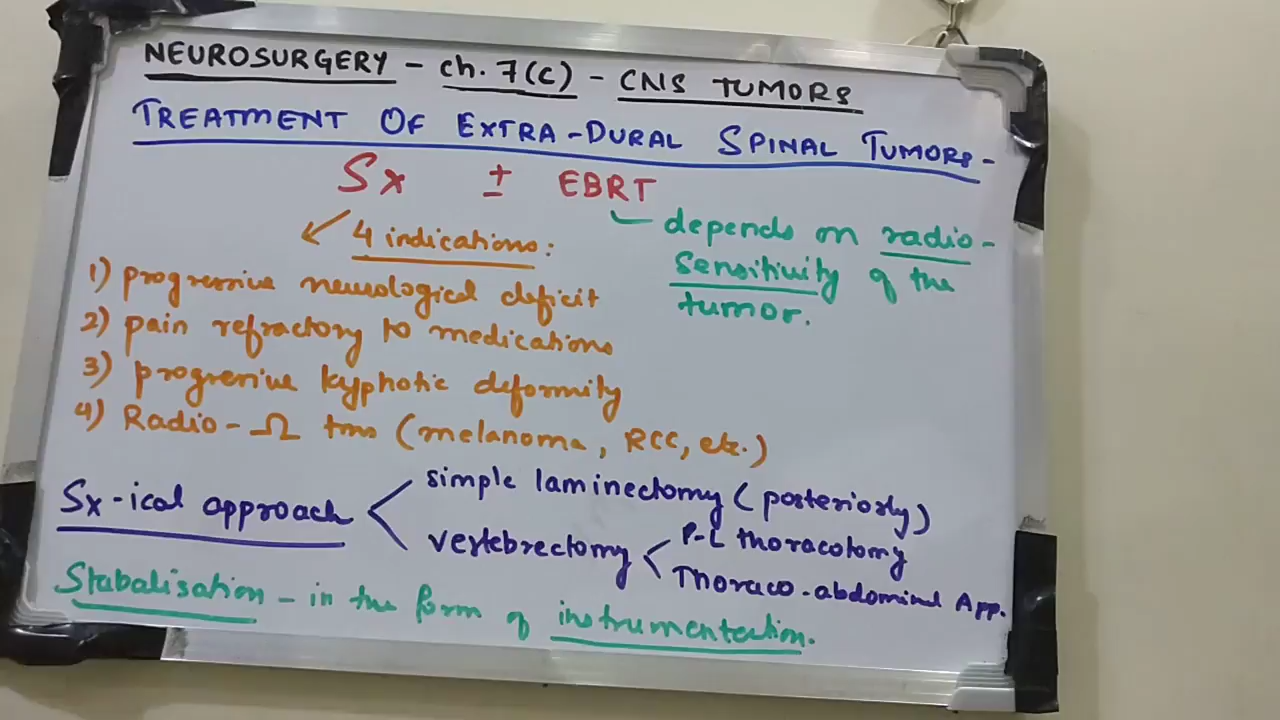 NEUROSURGERY - Ch. 7(C) - CNS TUMORS
TREATMENT OF EXTRA-DURAL SPINAL TUMORS-
Sx ± EBRT
depends on radio-
sensitivity of the
tumor.
4 indications:
1) progressive neurological deficit
2) pain refractory to medications
3) progressive kyphotic deformity
4) Radio-Ω tms (melanoma, RCC, etc.)
Sx-ical approach
simple laminectomy (posteriorly)
vertebrectomy
P-L thoracotomy
Thoraco-abdominal App.
Stabalisation - in the form of instrumentation.